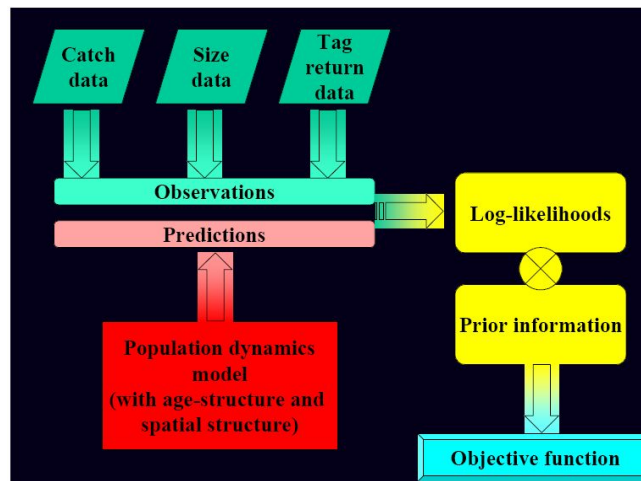 Catch
data
Size
data
Tag
return
data
Observations
Predictions
Log-likelihoods
Prior information
Population dynamics
model
(with age-structure and
spatial structure)
Objective function